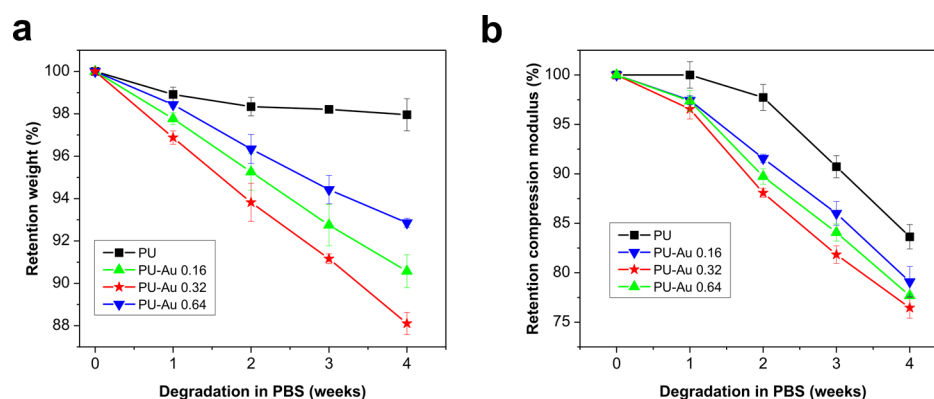 a
Retention weight (%)
100
98
96
94
92
90
88
PU
PU-Au 0.16
PU-Au 0.32
PU-Au 0.64
0 1 2 3 4
Degradation in PBS (weeks)
b
Retention compression modulus (%)
100
95
90
85
80
75
PU
PU-Au 0.16
PU-Au 0.32
PU-Au 0.64
0 1 2 3 4
Degradation in PBS (weeks)